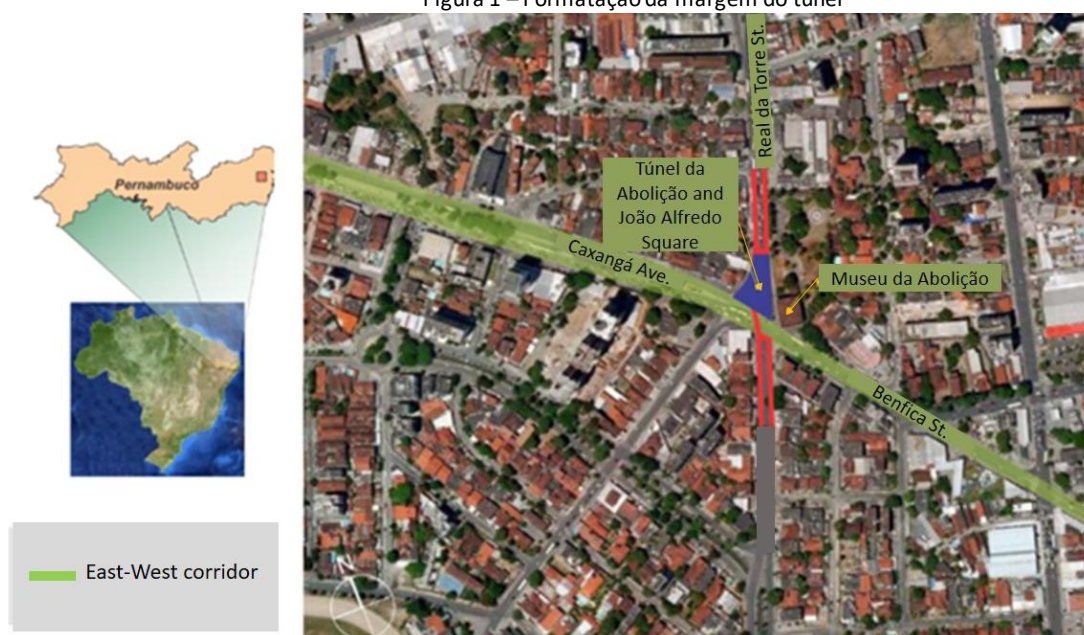 Figura 1 – Formatação da margem do túnel
Pernambuco
Real da Torre St.
Túnel da
Abolição and
João Alfredo
Square
Caxangá Ave.
Museu da Abolição
Benfica St.
East-West corridor
N